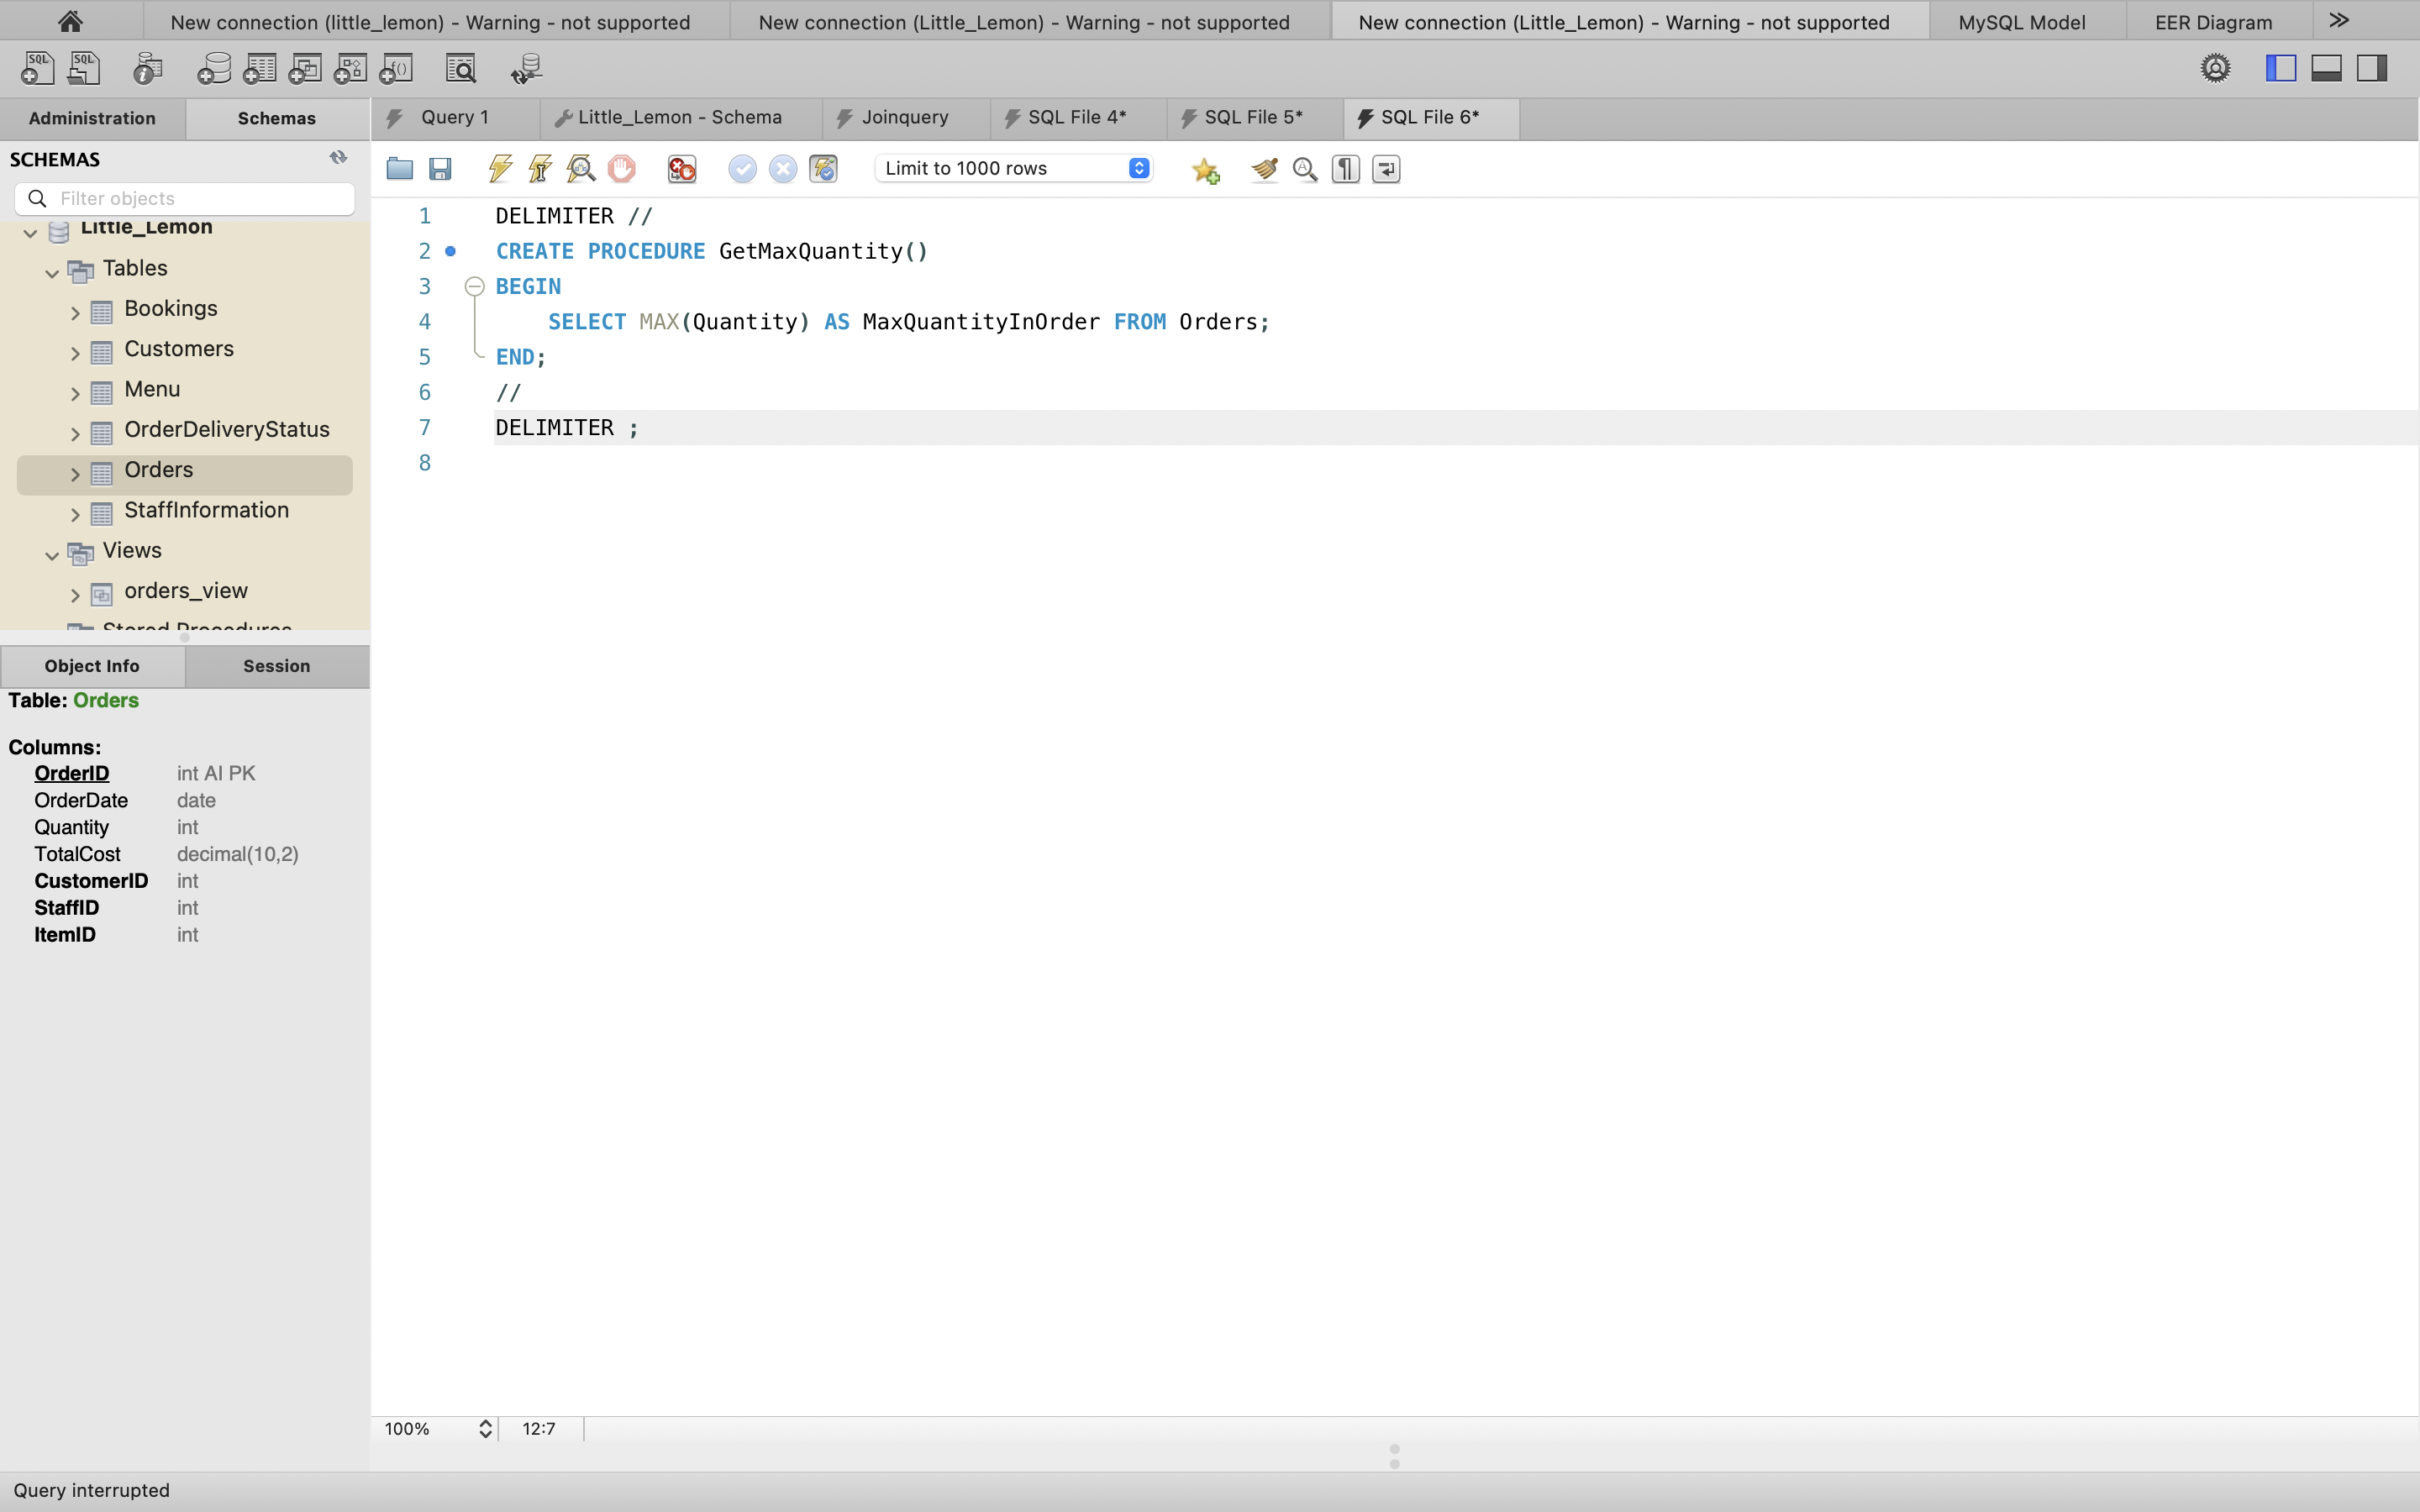 New connection (little_lemon) - Warning - not supported
New connection (Little_Lemon) - Warning - not supported
New connection (Little_Lemon) - Warning - not supported
MySQL Model
EER Diagram
Administration
Schemas
Query 1
Little_Lemon - Schema
Joinquery
SQL File 4*
SQL File 5*
SQL File 6*
SCHEMAS
Filter objects
Little_Lemon
Tables
Bookings
Customers
Menu
OrderDeliveryStatus
Orders
StaffInformation
Views
orders_view
Stored Procedures
Object Info
Session
Table: Orders
Columns:
OrderID int AI PK
OrderDate date
Quantity int
TotalCost decimal(10,2)
CustomerID int
StaffID int
ItemID int
Limit to 1000 rows
1 DELIMITER //
2 CREATE PROCEDURE GetMaxQuantity()
3 BEGIN
4 SELECT MAX(Quantity) AS MaxQuantityInOrder FROM Orders;
5 END;
6 //
7 DELIMITER ;
8
100% 12:7
Query interrupted